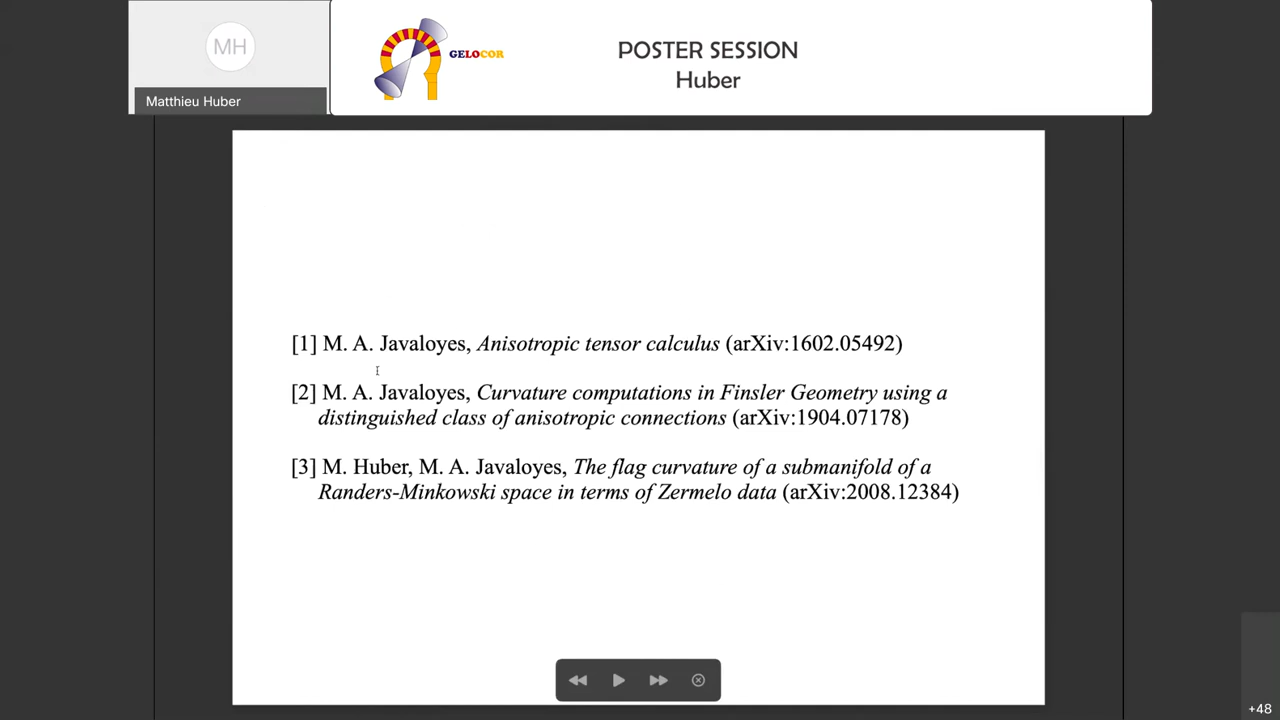 MH
Matthieu Huber
GELOCOR
POSTER SESSION
Huber
[1] M. A. Javaloyes, Anisotropic tensor calculus (arXiv:1602.05492)
[2] M. A. Javaloyes, Curvature computations in Finsler Geometry using a
distinguished class of anisotropic connections (arXiv:1904.07178)
[3] M. Huber, M. A. Javaloyes, The flag curvature of a submanifold of a
Randers-Minkowski space in terms of Zermelo data (arXiv:2008.12384)
+48